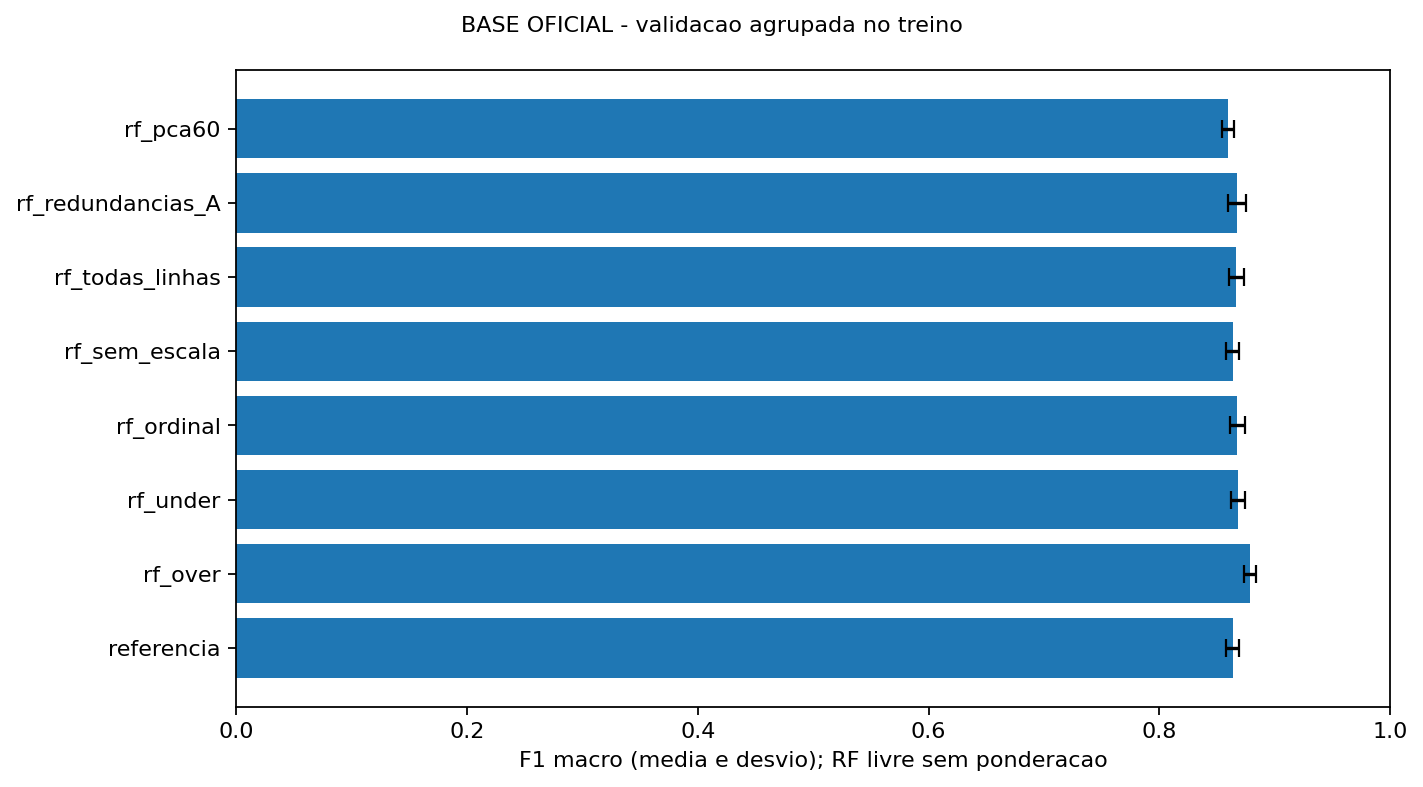 BASE OFICIAL - validacao agrupada no treino
rf_pca60
rf_redundancias_A
rf_todas_linhas
rf_sem_escala
rf_ordinal
rf_under
rf_over
referencia
0.0 0.2 0.4 0.6 0.8 1.0
F1 macro (media e desvio); RF livre sem ponderacao